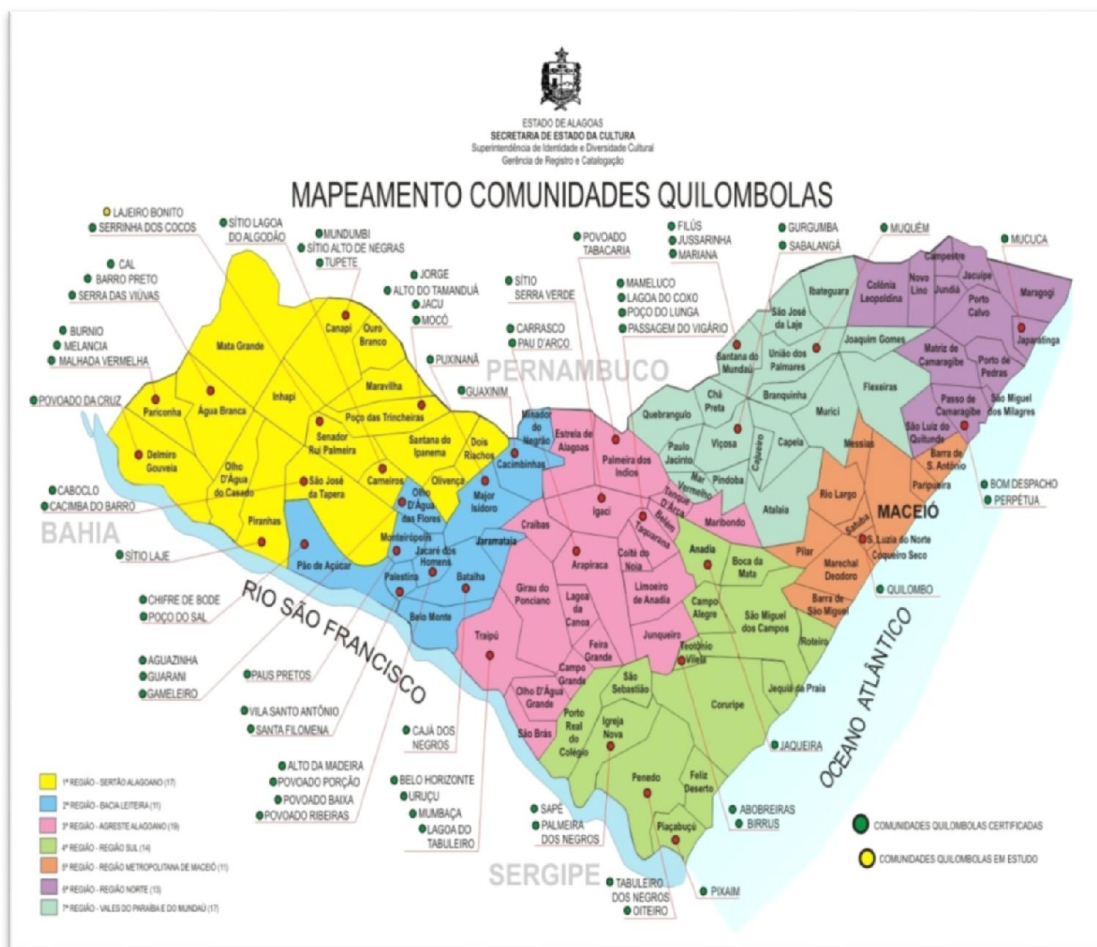 ESTADO DE ALAGOAS
SECRETARIA DE ESTADO DA CULTURA
Superintendência de Identidade e Diversidade Cultural
Gerência de Registro e Catalogação
MAPEAMENTO COMUNIDADES QUILOMBOLAS
LAJEIRO BONITO
SERRINHA DOS COCOS
SÍTIO LAGOA
DO ALGODÃO
MUNDUMBI
SÍTIO ALTO DE NEGRAS
TUPETE
POVOADO
TABACARIA
FILÚS
JUSSARINHA
MARIANA
GURGUMBA
SABALANGÁ
MUQUÉM
MUCUCA
CAL
BARRO PRETO
SERRA DAS VIÚVAS
JORGE
ALTO DO TAMANDUÁ
JACU
MOCÓ
SÍTIO
SERRA VERDE
MAMELUCO
LAGOA DO COXO
POÇO DO LUNGA
PASSAGEM DO VIGÁRIO
BURNIO
MELANCIA
MALHADA VERMELHA
CARRASCO
PAU D'ARCO
PUXINANÃ
GUAXINIM
POVOADO DA CRUZ
PERNAMBUCO
Mata Grande
Canapi
Ouro
Branco
Inhapi
Maravilha
Pariconha
Água Branca
Poço das Trincheiras
Senador
Rui Palmeira
Santana do
Ipanema
Dois
Riachos
Delmiro
Gouveia
Olho
D'Água
do Casado
São José
da Tapera
Carneiros
Olivença
Piranhas
Olho
D'Água
das Flores
Minador
do
Negrão
Cacimbinhas
Major
Isidoro
Monteirópolis
Jacaré dos
Homens
Jaramataia
Pão de Açúcar
Palestina
Batalha
Belo Monte
Estrela de
Alagoas
Palmeira dos
Índios
Igaci
Craíbas
Arapiraca
Coité do
Noia
Tanque
D'Arca
Belém
Taquarana
Maribondo
Girau do
Ponciano
Lagoa
da
Canoa
Limoeiro
de Anadia
Feira
Grande
Junqueiro
Traipú
Campo
Grande
Olho D'Água
Grande
São Brás
Quebrangulo
Chã
Preta
Paulo
Jacinto
Viçosa
Mar
Vermelho
Pindoba
Cajueiro
Capela
Atalaia
Santana do
Mundaú
São José
da Laje
Ibateguara
União dos
Palmares
Branquinha
Murici
Joaquim Gomes
Flexeiras
Colônia
Leopoldina
Novo
Lino
Campestre
Jacuípe
Jundiá
Porto
Calvo
Maragogi
Japaratinga
Matriz de
Camaragibe
Porto de
Pedras
Passo de
Camaragibe
São Miguel
dos Milagres
São Luiz do
Quitunde
Messias
Barra de
S. Antônio
Paripueira
Rio Largo
MACEIÓ
Satuba
S. Luzia do Norte
Coqueiro Seco
Pilar
Marechal
Deodoro
Barra de
São Miguel
Anadia
Boca da
Mata
Campo
Alegre
São Miguel
dos Campos
Roteiro
Teotônio
Vilela
Jequiá da Praia
Coruripe
São
Sebastião
Porto
Real do
Colégio
Igreja
Nova
Penedo
Feliz
Deserto
Piaçabuçú
CABOCLO
CACIMBA DO BARRO
BAHIA
SÍTIO LAJE
CHIFRE DE BODE
POÇO DO SAL
RIO SÃO FRANCISCO
AGUAZINHA
GUARANI
GAMELEIRO
PAUS PRETOS
VILA SANTO ANTÔNIO
SANTA FILOMENA
CAJÁ DOS
NEGROS
ALTO DA MADEIRA
POVOADO PORÇÃO
POVOADO BAIXA
POVOADO RIBEIRAS
BELO HORIZONTE
URUÇU
MUMBAÇA
LAGOA DO
TABULEIRO
SAPÉ
PALMEIRA
DOS NEGROS
SERGIPE
TABULEIRO
DOS NEGROS
OITEIRO
PIXAIM
ABOBREIRAS
BIRRUS
JAQUEIRA
QUILOMBO
BOM DESPACHO
PERPÉTUA
OCEANO ATLÂNTICO
1ª REGIÃO - SERTÃO ALAGOANO (17)
2ª REGIÃO - BACIA LEITEIRA (11)
3ª REGIÃO - AGRESTE ALAGOANO (19)
4ª REGIÃO - REGIÃO SUL (14)
5ª REGIÃO - REGIÃO METROPOLITANA DE MACEIÓ (11)
6ª REGIÃO - REGIÃO NORTE (13)
7ª REGIÃO - VALES DO PARAÍBA E DO MUNDAÚ (17)
COMUNIDADES QUILOMBOLAS CERTIFICADAS
COMUNIDADES QUILOMBOLAS EM ESTUDO